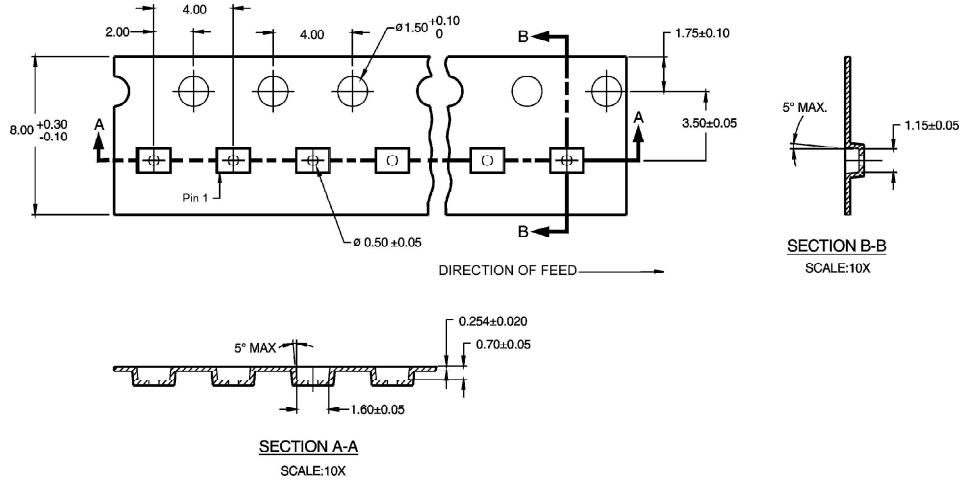 4.00
2.00
4.00
ø1.50 +0.10
0
B
1.75±0.10
8.00 +0.30
-0.10
A
A
3.50±0.05
5° MAX.
1.15±0.05
Pin 1
ø 0.50 ±0.05
B
DIRECTION OF FEED
SECTION B-B
SCALE:10X
0.254±0.020
5° MAX
0.70±0.05
1.60±0.05
SECTION A-A
SCALE:10X